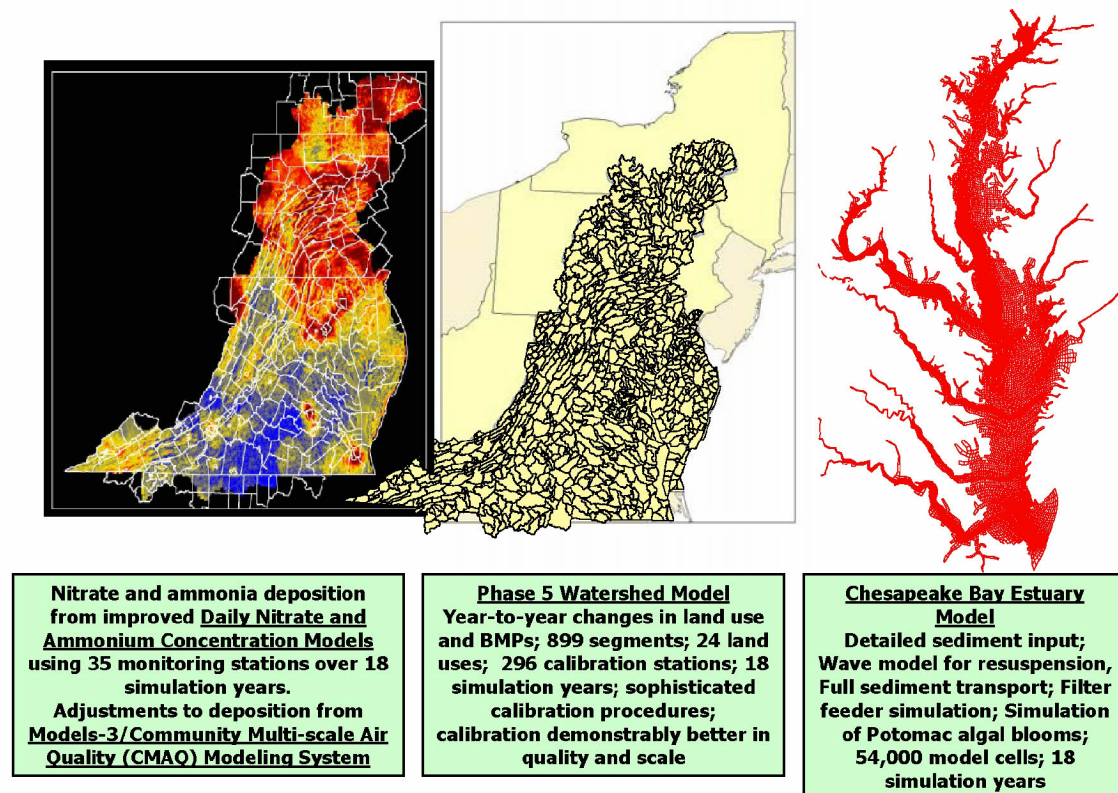 Nitrate and ammonia deposition
from improved Daily Nitrate and
Ammonium Concentration Models
using 35 monitoring stations over 18
simulation years.
Adjustments to deposition from
Models-3/Community Multi-scale Air
Quality (CMAQ) Modeling System
Phase 5 Watershed Model
Year-to-year changes in land use
and BMPs; 899 segments; 24 land
uses; 296 calibration stations; 18
simulation years; sophisticated
calibration procedures;
calibration demonstrably better in
quality and scale
Chesapeake Bay Estuary
Model
Detailed sediment input;
Wave model for resuspension,
Full sediment transport; Filter
feeder simulation; Simulation
of Potomac algal blooms;
54,000 model cells; 18
simulation years